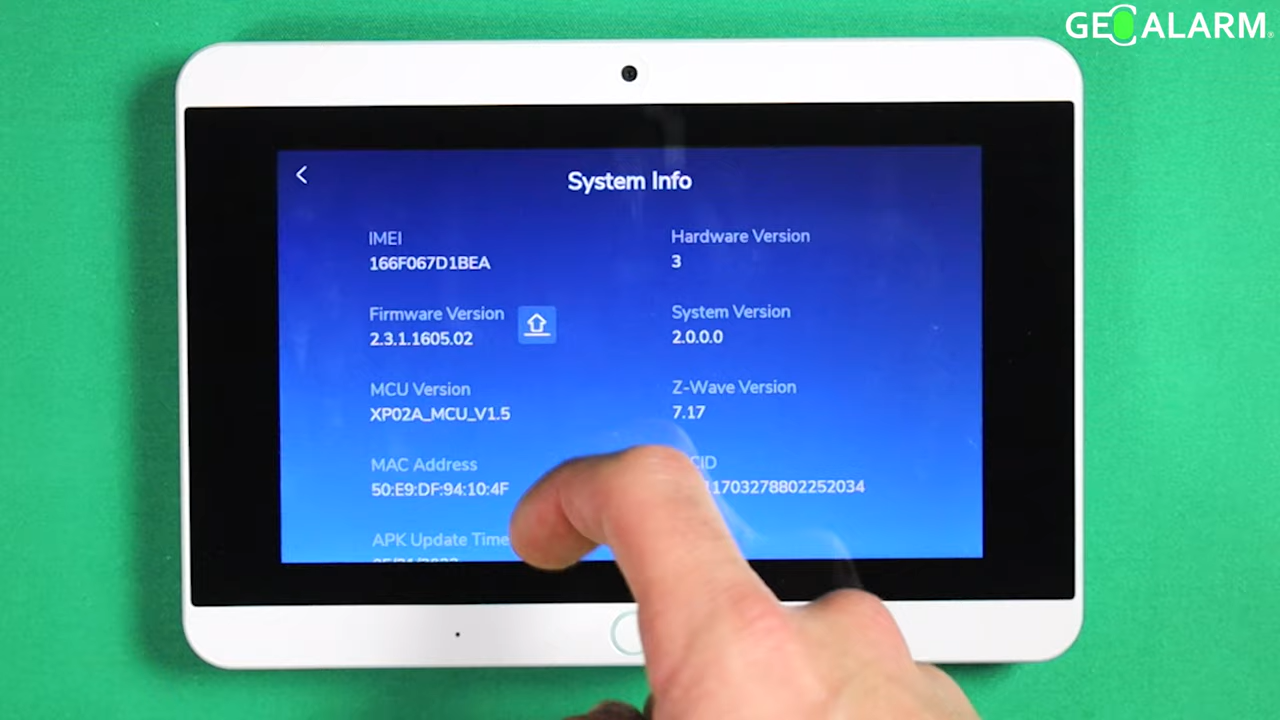 GEOALARM®
System Info
IMEI
166F067D1BEA
Hardware Version
3
Firmware Version
2.3.1.1605.02
System Version
2.0.0.0
MCU Version
XP02A_MCU_V1.5
Z-Wave Version
7.17
MAC Address
50:E9:DF:94:10:4F
CID
1703278802252034
APK Update Time